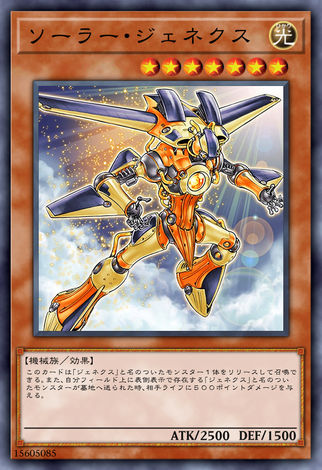 ソーラー・ジェネクス
光
【機械族／効果】
このカードは「ジェネクス」と名のついたモンスター１体をリリースして召喚で
きる。また、自分フィールド上に表側表示で存在する「ジェネクス」と名のつい
たモンスターが墓地へ送られた時、相手ライフに５００ポイントダメージを与
える。
ATK/2500 DEF/1500
15605085